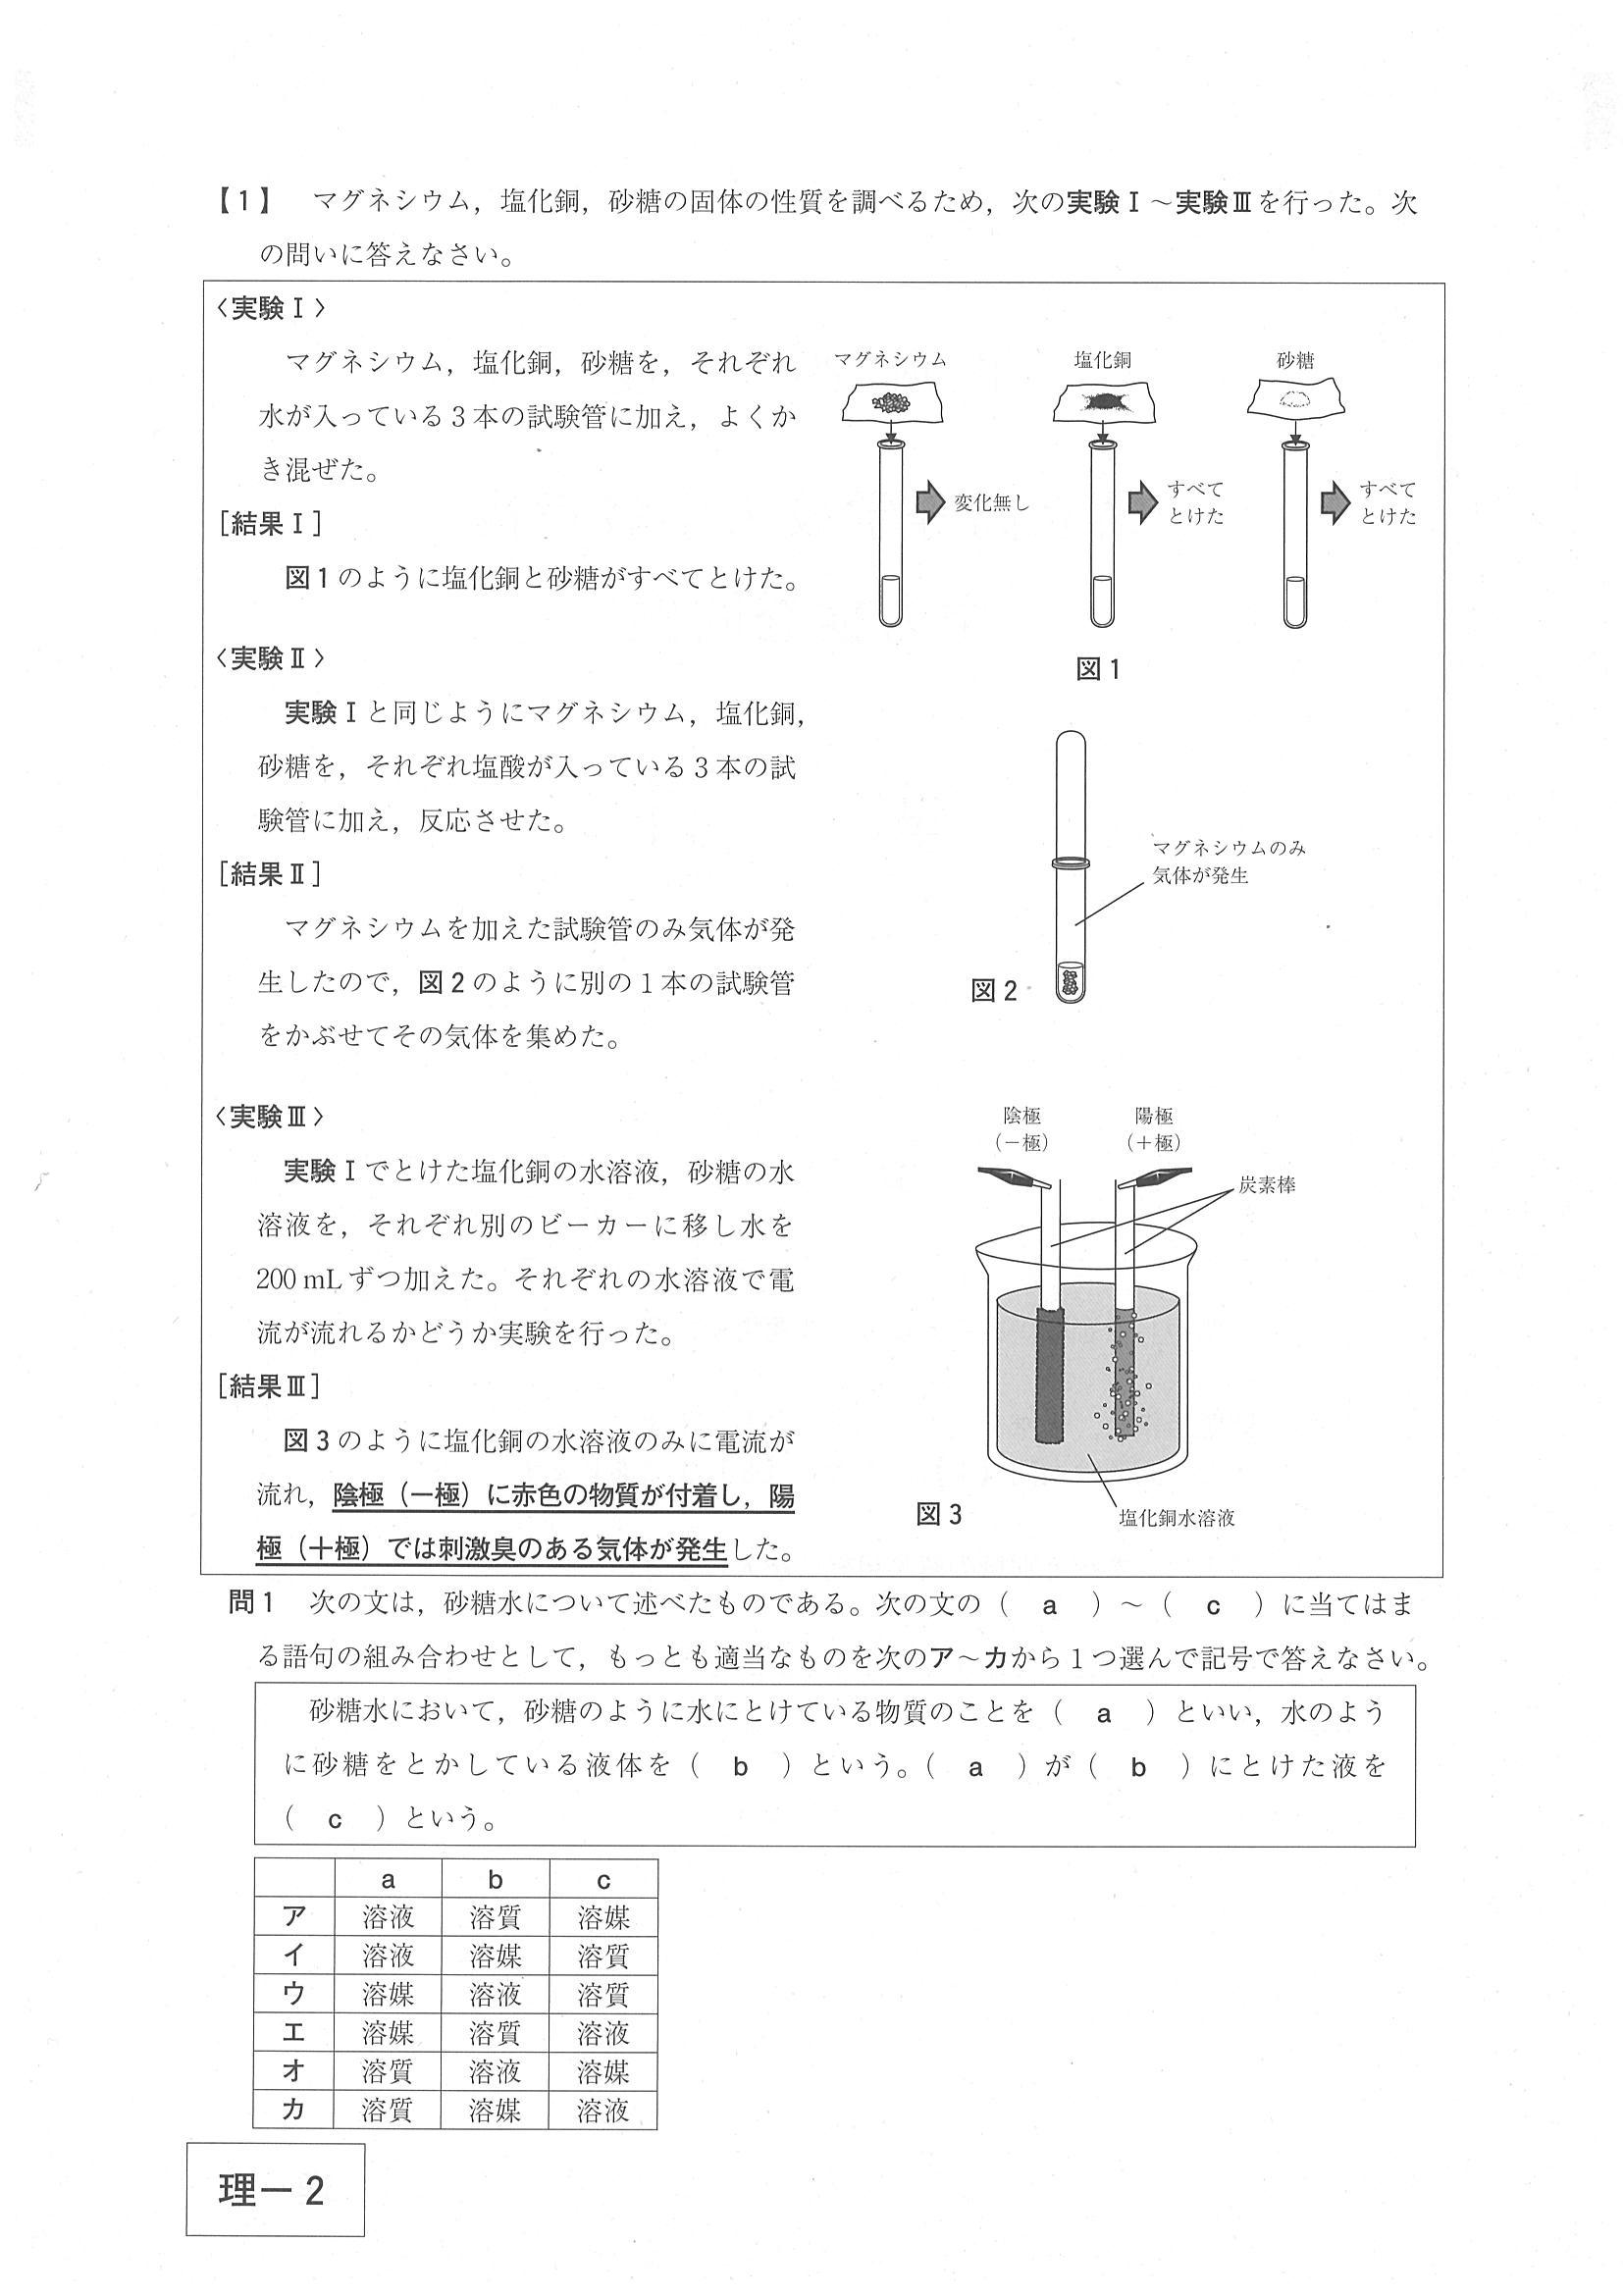 【1】　マグネシウム，塩化銅，砂糖の固体の性質を調べるため，次の実験Ⅰ～実験Ⅲを行った。次
の問いに答えなさい。
〈実験Ⅰ〉
マグネシウム，塩化銅，砂糖を，それぞれ
水が入っている3本の試験管に加え，よくか
き混ぜた。
［結果Ⅰ］
図1のように塩化銅と砂糖がすべてとけた。
マグネシウム
塩化銅
砂糖
変化無し
すべて
とけた
すべて
とけた
図1
〈実験Ⅱ〉
実験Ⅰと同じようにマグネシウム，塩化銅，
砂糖を，それぞれ塩酸が入っている3本の試
験管に加え，反応させた。
［結果Ⅱ］
マグネシウムを加えた試験管のみ気体が発
生したので，図2のように別の1本の試験管
をかぶせてその気体を集めた。
マグネシウムのみ
気体が発生
図2
〈実験Ⅲ〉
実験Ⅰでとけた塩化銅の水溶液，砂糖の水
溶液を，それぞれ別のビーカーに移し水を
200 mLずつ加えた。それぞれの水溶液で電
流が流れるかどうか実験を行った。
［結果Ⅲ］
図3のように塩化銅の水溶液のみに電流が
流れ，陰極（－極）に赤色の物質が付着し，陽
極（＋極）では刺激臭のある気体が発生した。
陰極
（－極）
陽極
（＋極）
炭素棒
塩化銅水溶液
図3
問1　次の文は，砂糖水について述べたものである。次の文の（　a　）～（　c　）に当てはま
る語句の組み合わせとして，もっとも適当なものを次のア～カから1つ選んで記号で答えなさい。
砂糖水において，砂糖のように水にとけている物質のことを（　a　）といい，水のよう
に砂糖をとかしている液体を（　b　）という。（　a　）が（　b　）にとけた液を
（　c　）という。
a　b　c
ア　溶液　溶質　溶媒
イ　溶液　溶媒　溶質
ウ　溶媒　溶液　溶質
エ　溶媒　溶質　溶液
オ　溶質　溶液　溶媒
カ　溶質　溶媒　溶液
理－2